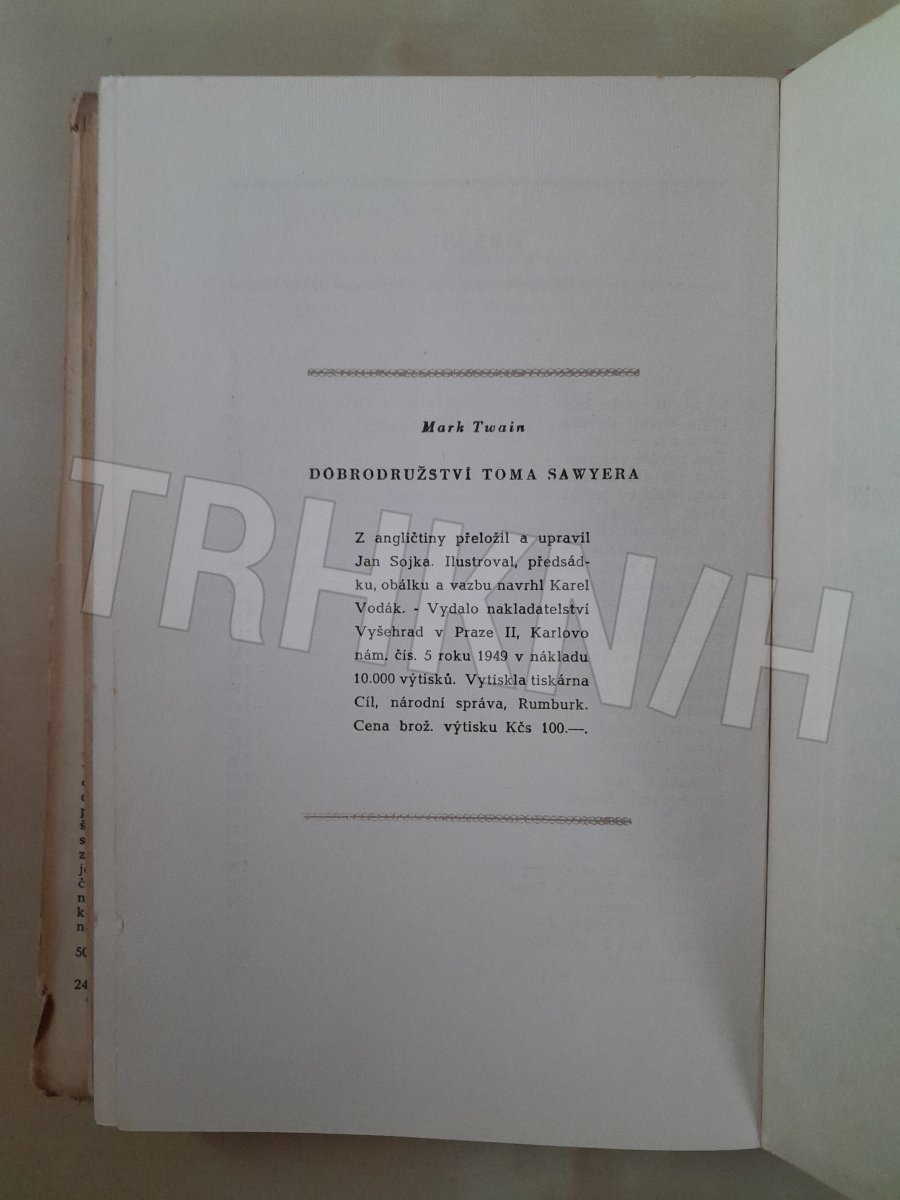 Mark Twain
DOBRODRUŽSTVÍ TOMA SAWYERA
Z angličtiny přeložil a upravil
Jan Sojka. Ilustroval, předsád-
ku, obálku a vazbu navrhl Karel
Vodák. - Vydalo nakladatelství
Vyšehrad v Praze II, Karlovo
nám. čís. 5 roku 1949 v nákladu
10.000 výtisků. Vytiskla tiskárna
Cíl, národní správa, Rumburk.
Cena brož. výtisku Kčs 100.—.
TRHKNIH
50
24